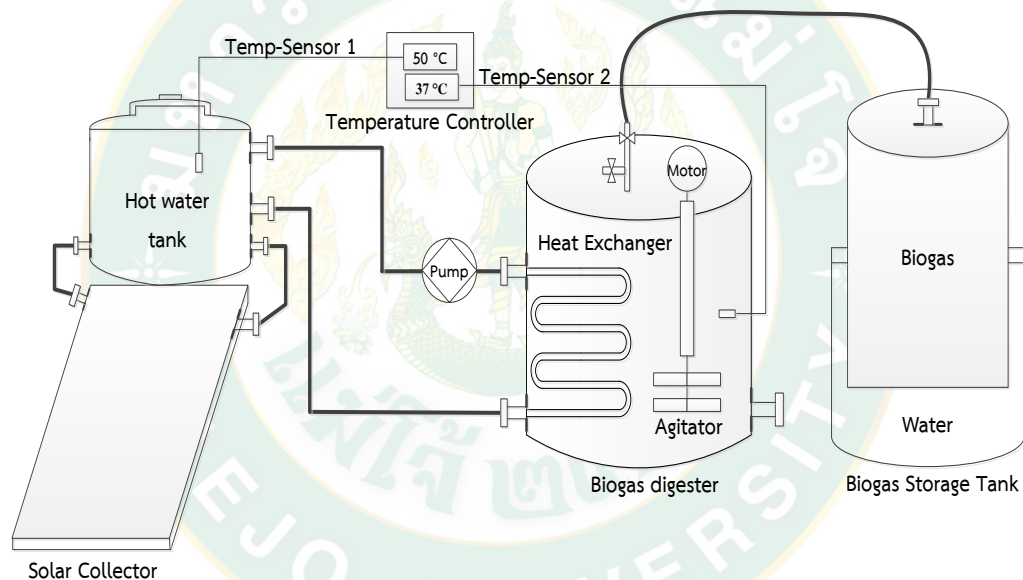 Temp-Sensor 1
50 °C
37 °C
Temp-Sensor 2
Temperature Controller
Hot water
tank
Pump
Motor
Heat Exchanger
Agitator
Biogas digester
Biogas
Water
Biogas Storage Tank
Solar Collector